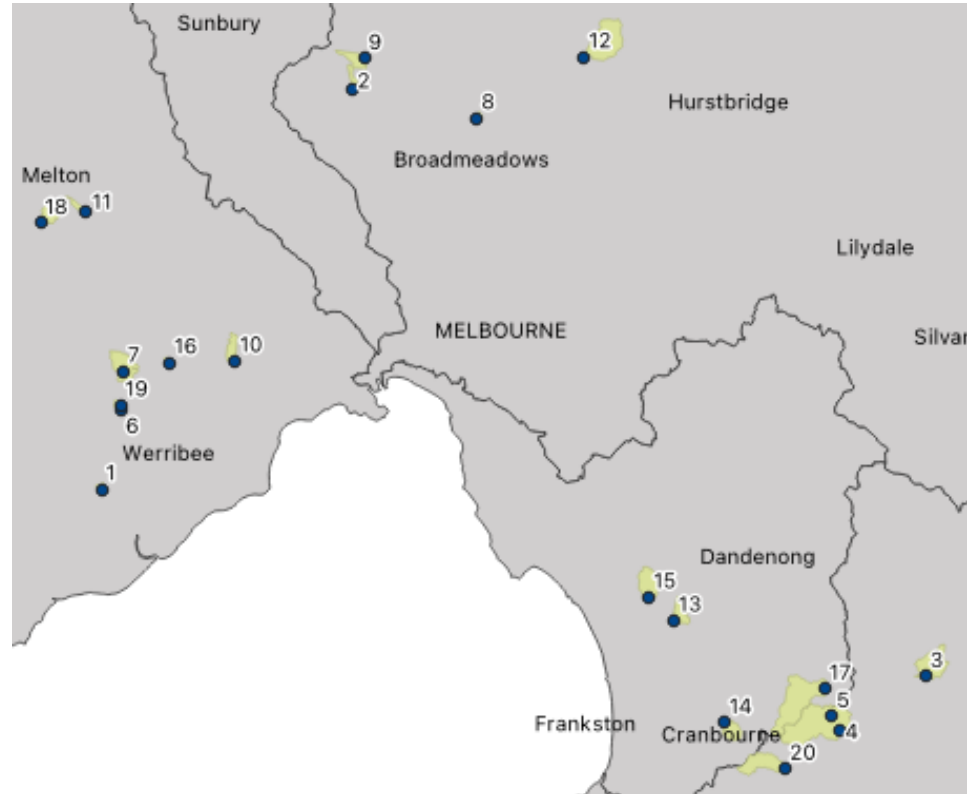 Sunbury
9
12
2
8
Hurstbridge
Broadmeadows
Melton
18
11
Lilydale
MELBOURNE
Silvar
7
16
10
19
6
Werribee
1
Dandenong
15
13
3
17
14
5
Frankston
Cranbourne
4
20